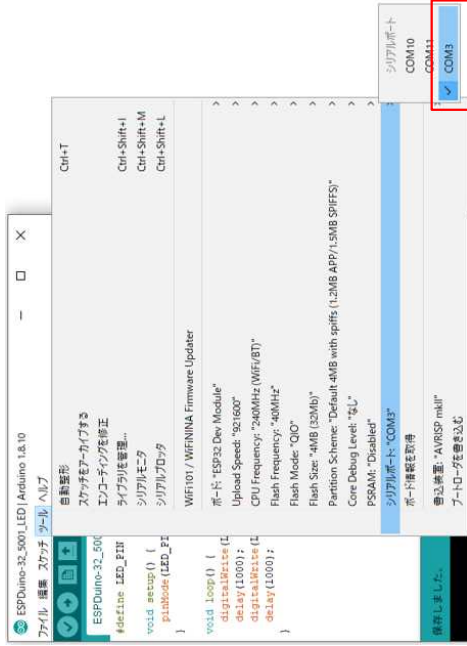 ESPDuino-32_5001_LED | Arduino 1.8.10
ファイル 編集 スケッチ ツール ヘルプ
自動整形 Ctrl+T
スケッチをアーカイブする
エンコーディングを修正
ライブラリを管理... Ctrl+Shift+I
シリアルモニタ Ctrl+Shift+M
シリアルプロッタ Ctrl+Shift+L
WiFi101 / WiFiNINA Firmware Updater
ボード: "ESP32 Dev Module"
Upload Speed: "921600"
CPU Frequency: "240MHz (WiFi/BT)"
Flash Frequency: "40MHz"
Flash Mode: "QIO"
Flash Size: "4MB (32Mb)"
Partition Scheme: "Default 4MB with spiffs (1.2MB APP/1.5MB SPIFFS)"
Core Debug Level: "なし"
PSRAM: "Disabled"
シリアルポート: "COM3"
ボード情報を取得
書込装置: "AVRISP mkII"
ブートローダを書き込む
シリアルポート
COM10
COM11
COM3
ESPDuino-32_500
#define LED_PIN
void setup() {
pinMode(LED_PI
}
void loop() {
digitalWrite(L
delay(1000);
digitalWrite(L
delay(1000);
}
保存しました。